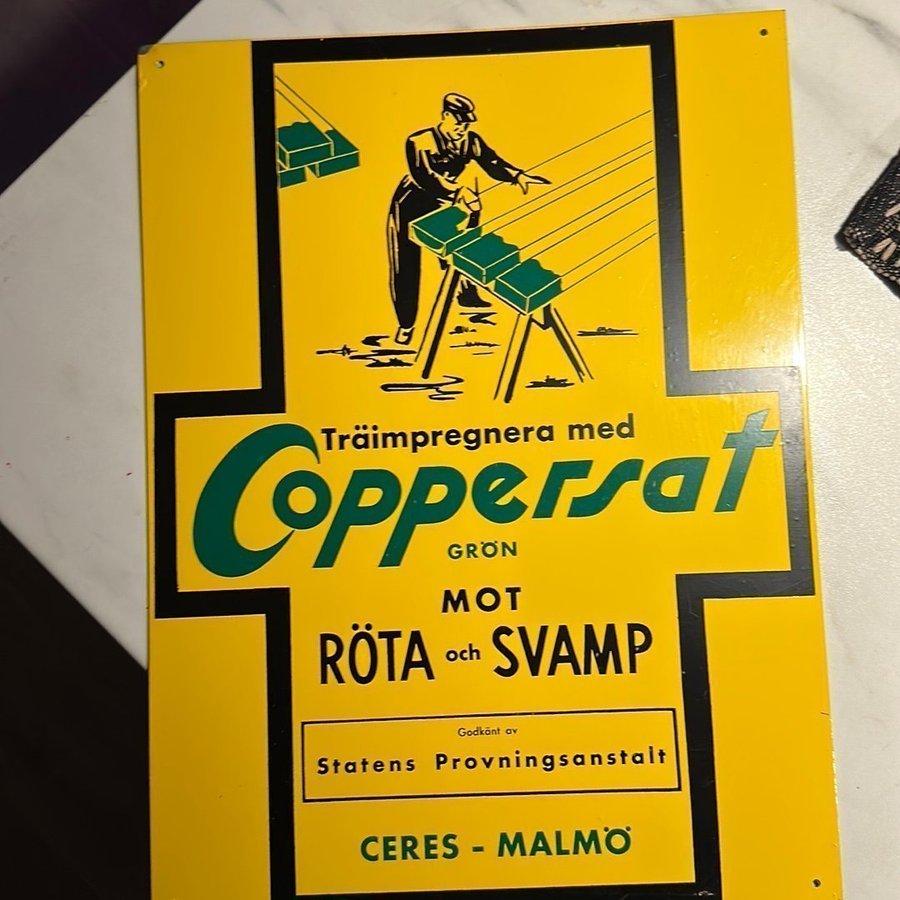 Träimpregnera med
Coppersat
GRÖN
MOT
RÖTA och SVAMP
Godkänt av
Statens Provningsanstalt
CERES - MALMÖ